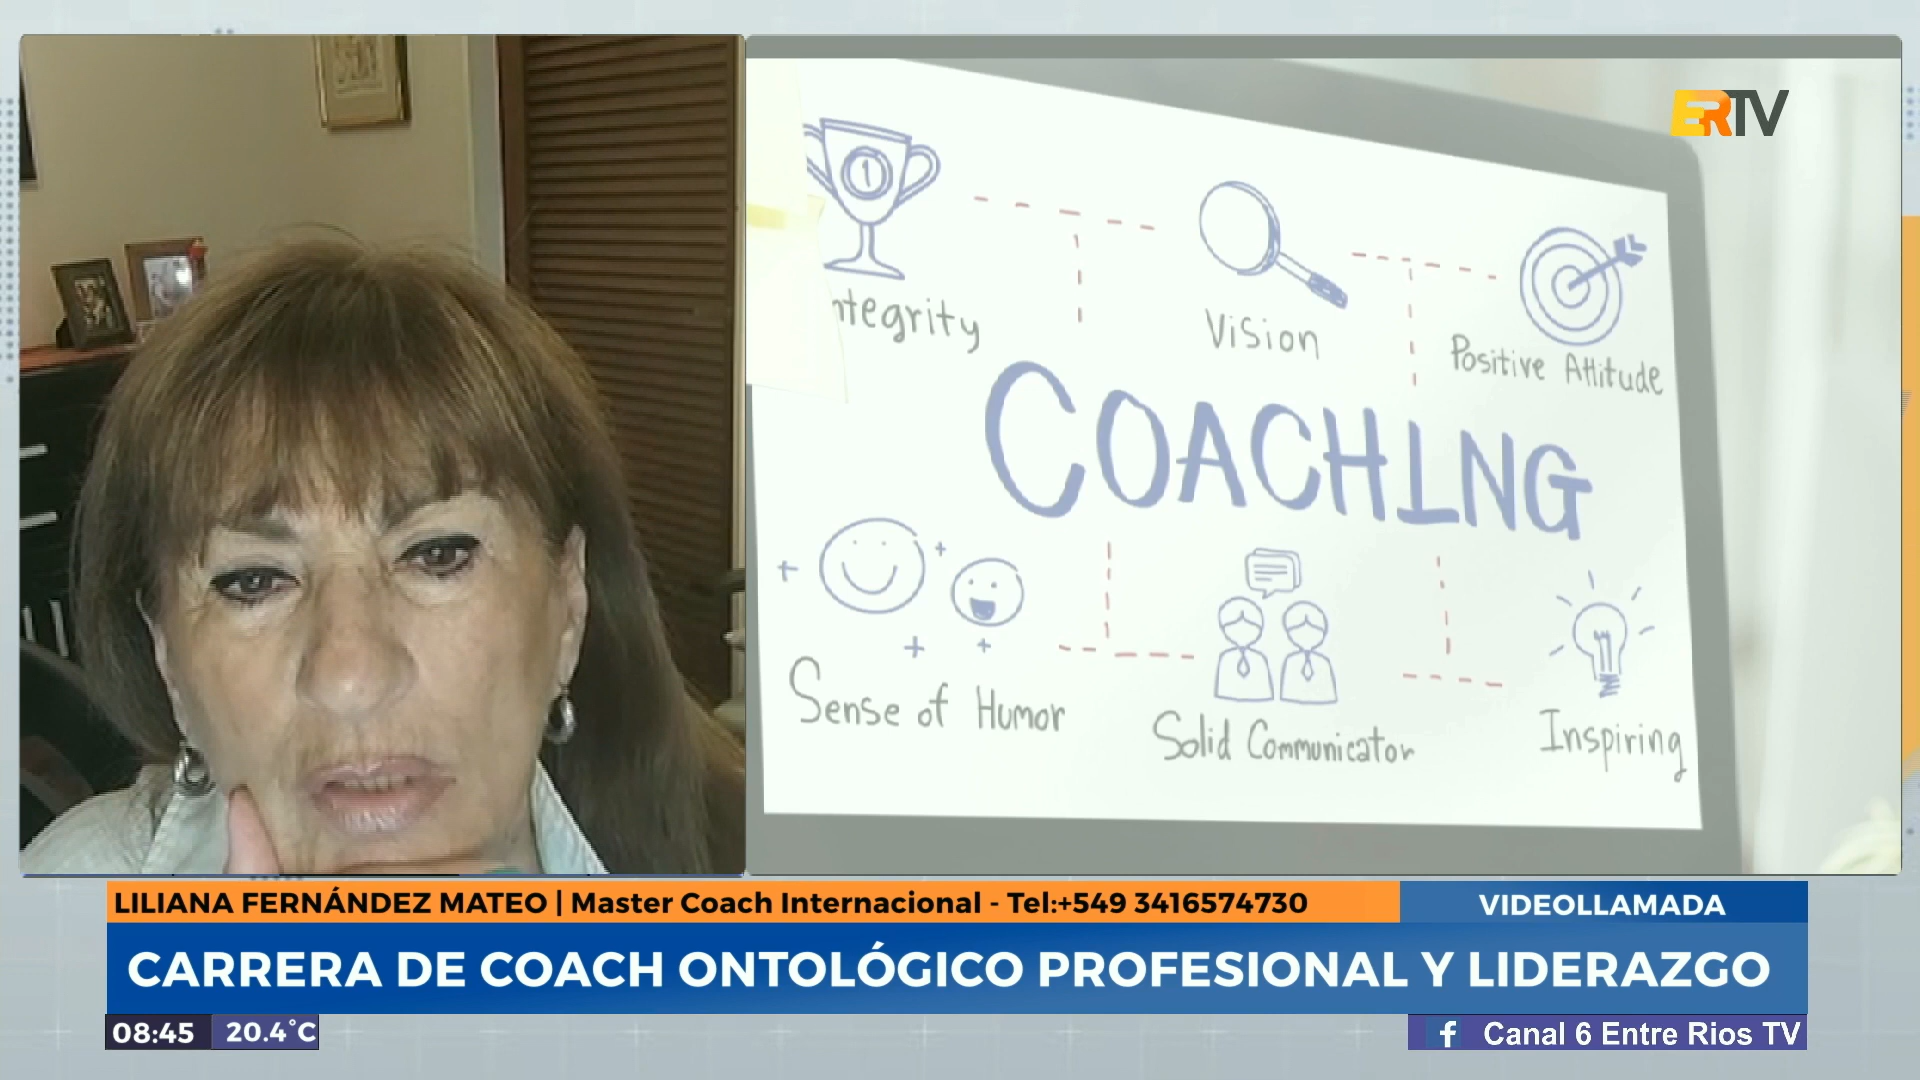 ERTV
ntegrity
Vision
Positive Attitude
COACHING
Sense of Humor
Solid Communicator
Inspiring
LILIANA FERNÁNDEZ MATEO | Master Coach Internacional - Tel:+549 3416574730
VIDEOLLAMADA
CARRERA DE COACH ONTOLÓGICO PROFESIONAL Y LIDERAZGO
08:45 20.4°C
f Canal 6 Entre Rios TV